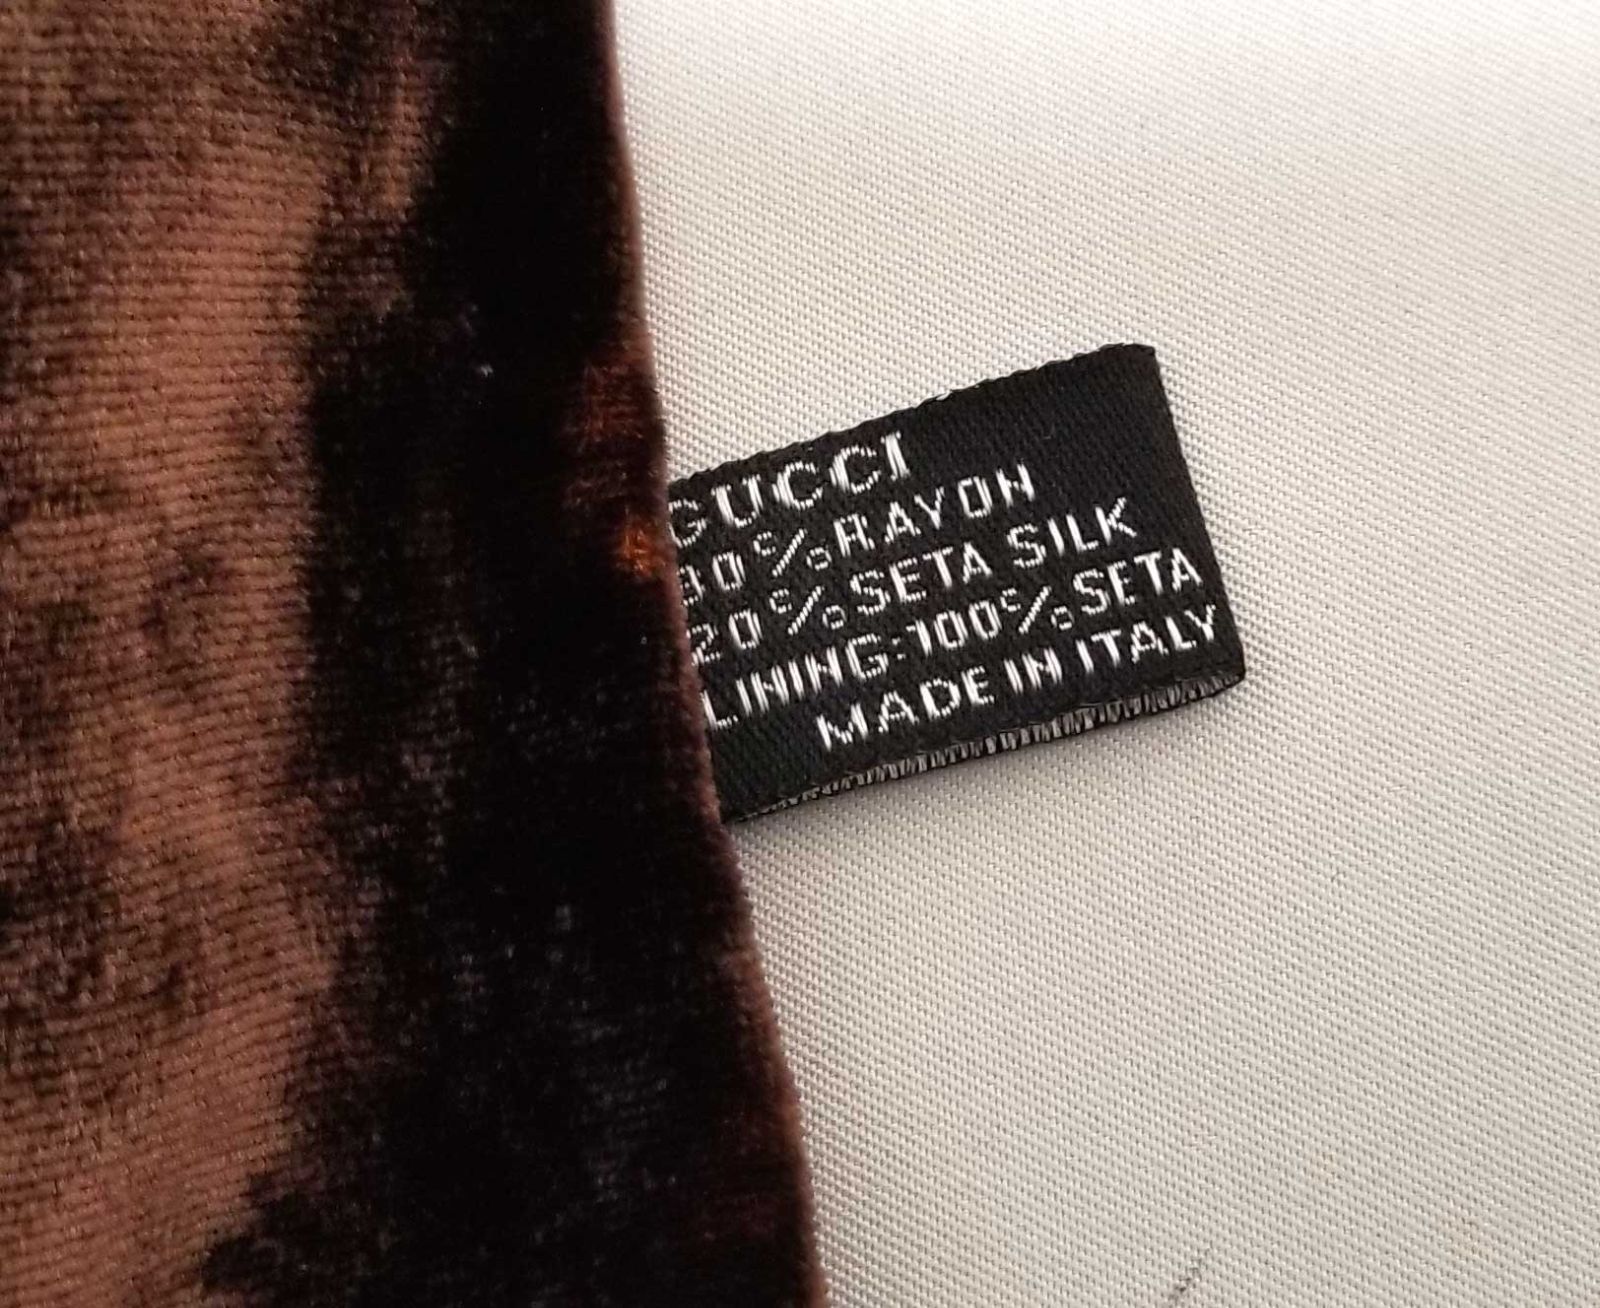 GUCCI
80% RAYON
20% SETA SILK
LINING:100% SETA
MADE IN ITALY